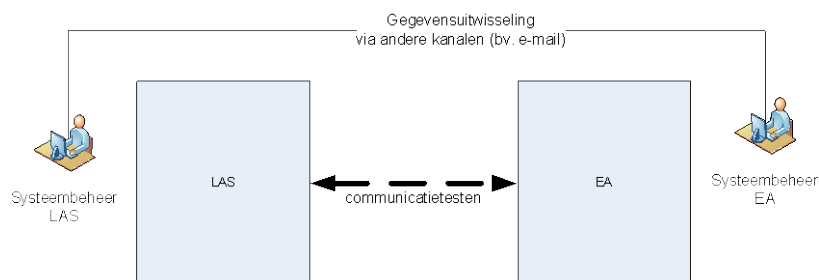 Gegevensuitwisseling
via andere kanalen (bv. e-mail)
LAS
EA
communicatietesten
Systeembeheer
LAS
Systeembeheer
EA